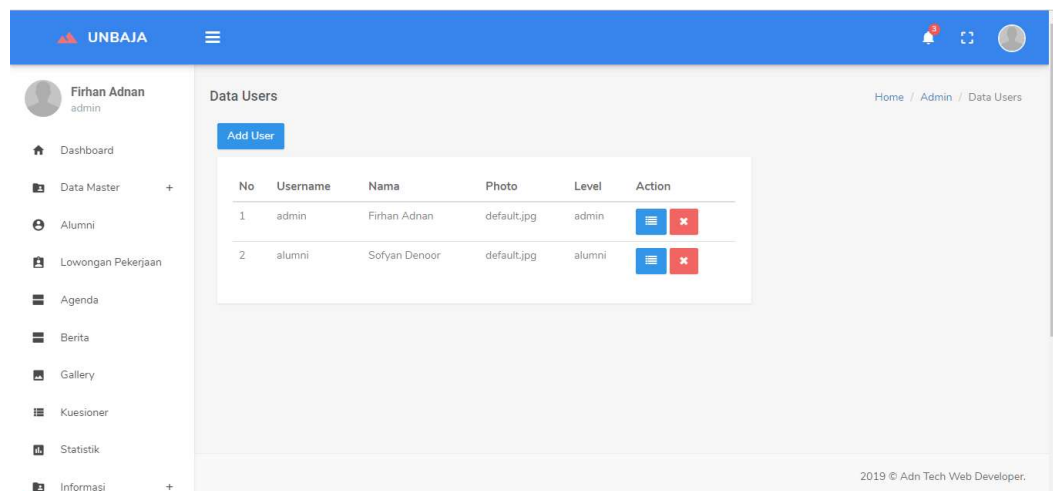 UNBAJA
3
Firhan Adnan
admin
Dashboard
Data Master +
Alumni
Lowongan Pekerjaan
Agenda
Berita
Gallery
Kuesioner
Statistik
Informasi +
Data Users
Home / Admin / Data Users
Add User
No Username Nama Photo Level Action
1 admin Firhan Adnan default.jpg admin
2 alumni Sofyan Denoor default.jpg alumni
2019 © Adn Tech Web Developer.